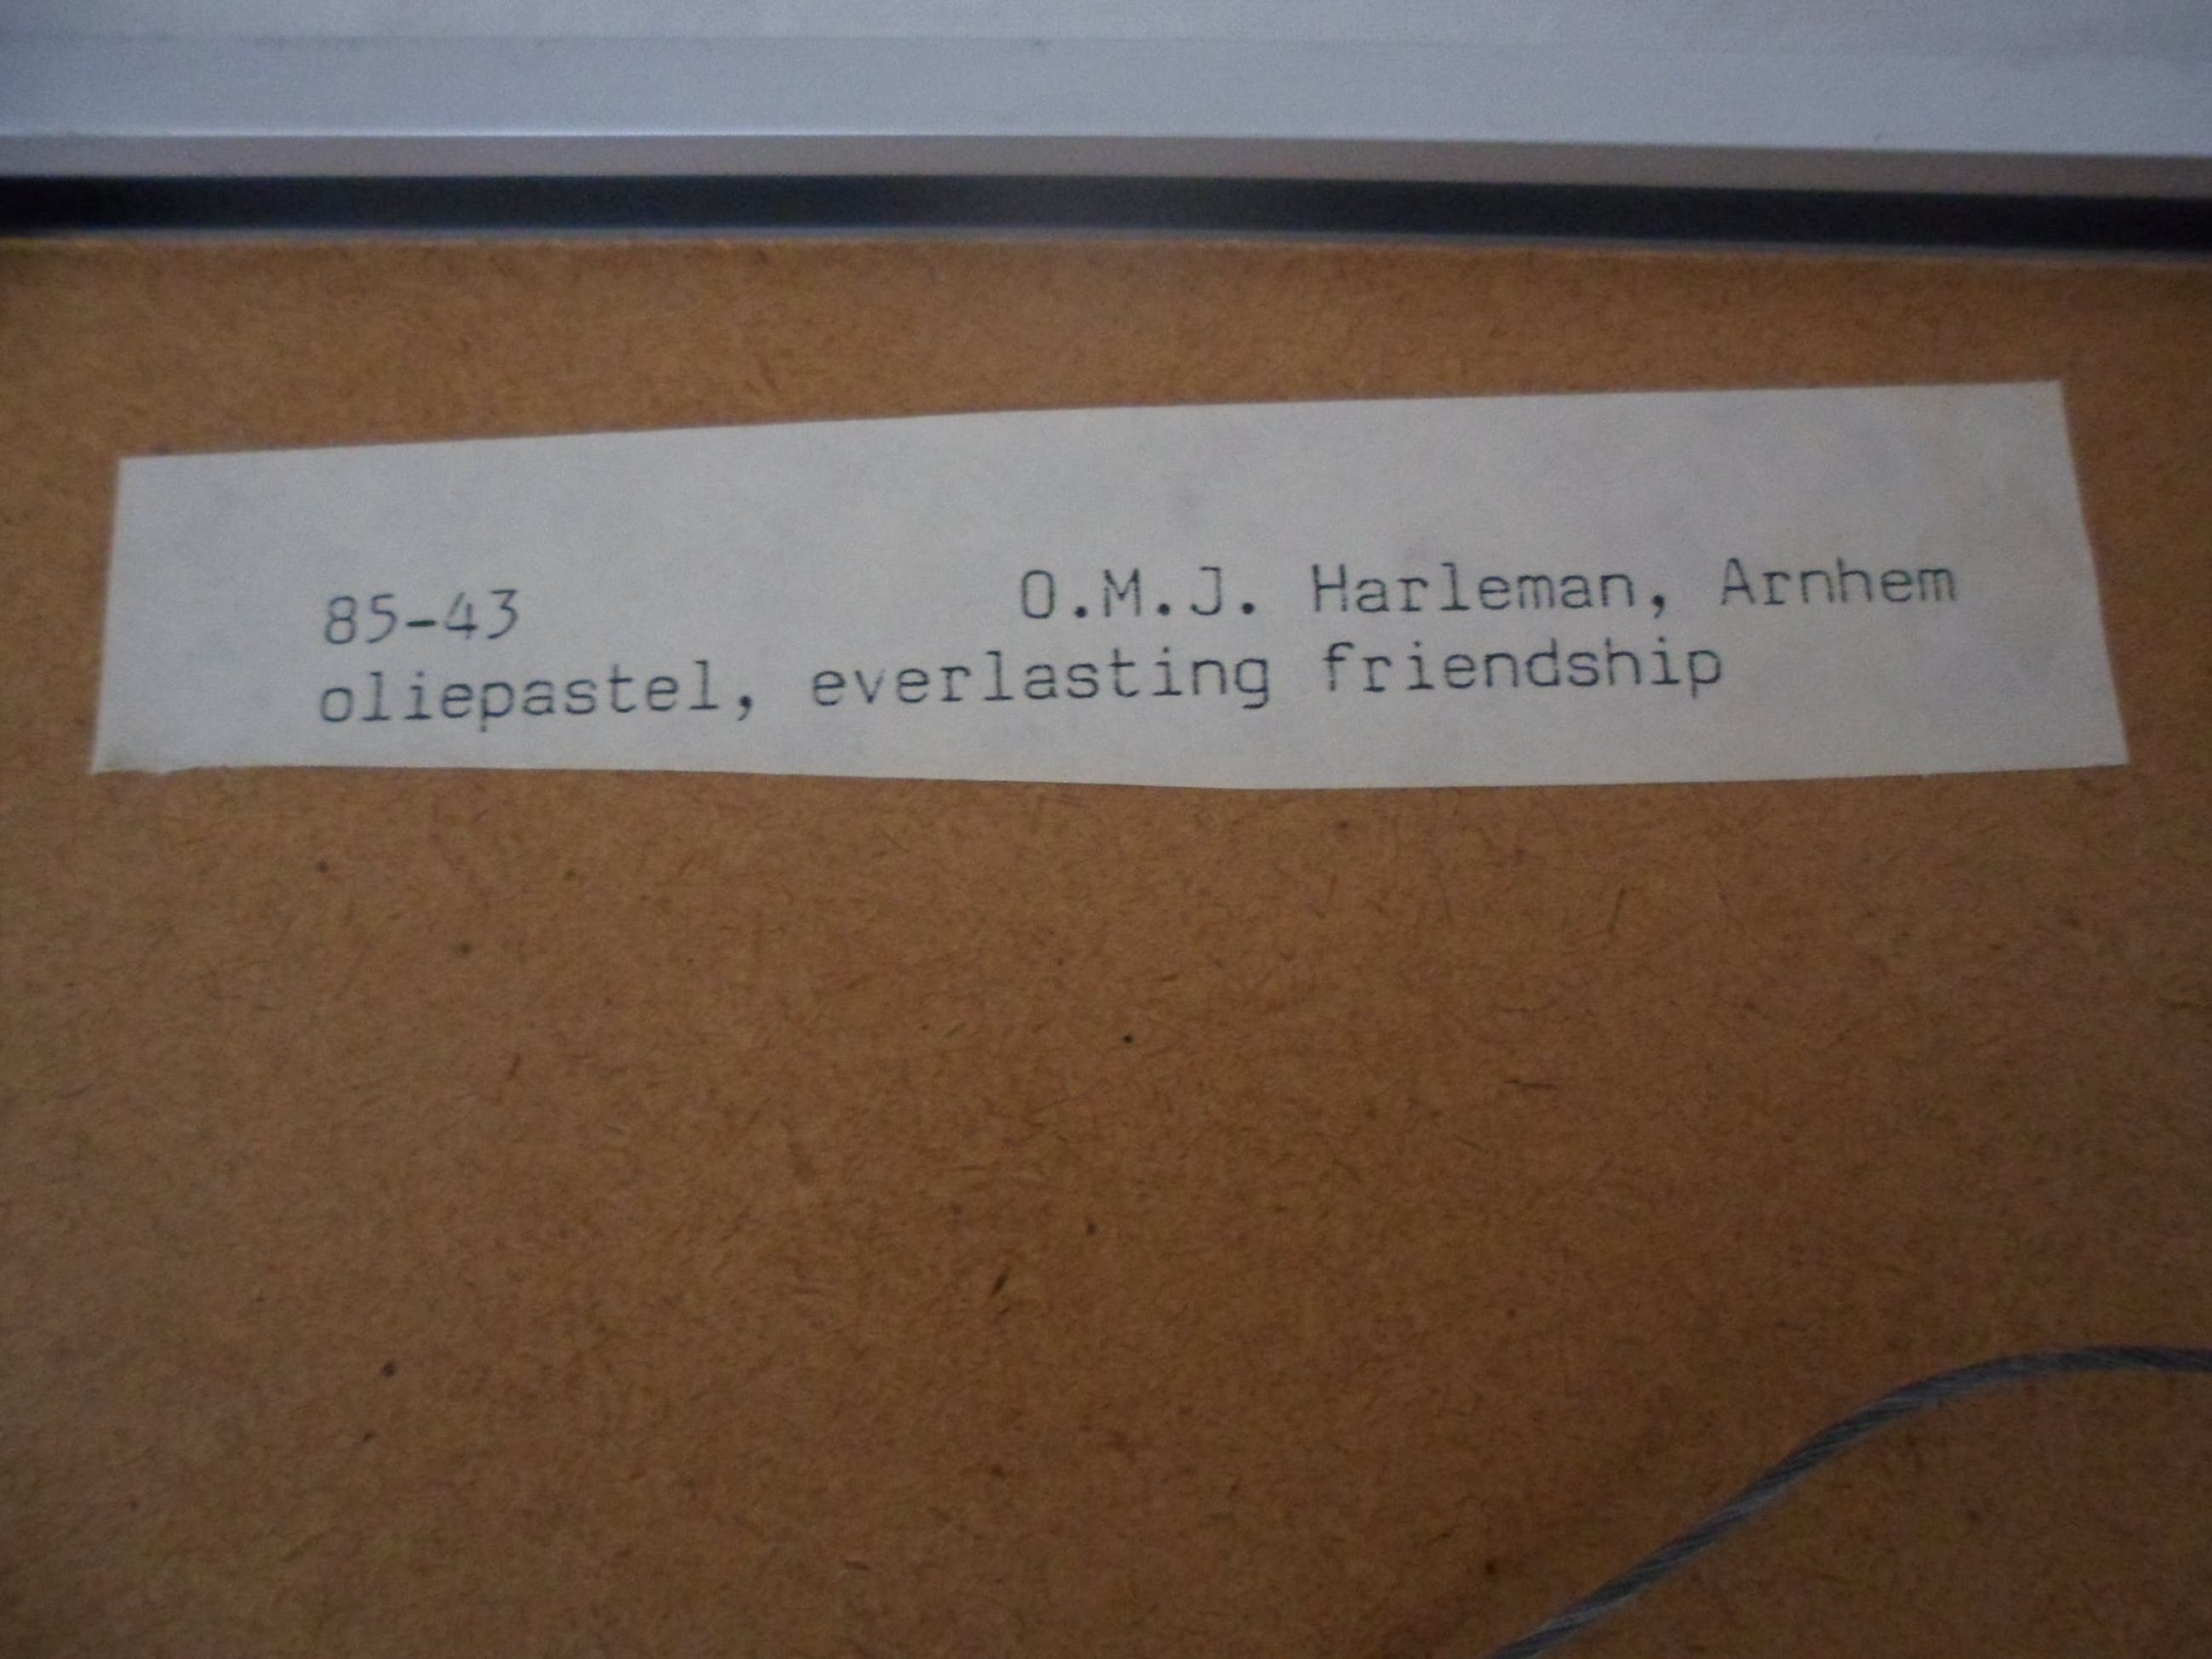 85-43 O.M.J. Harleman, Arnhem
oliepastel, everlasting friendship